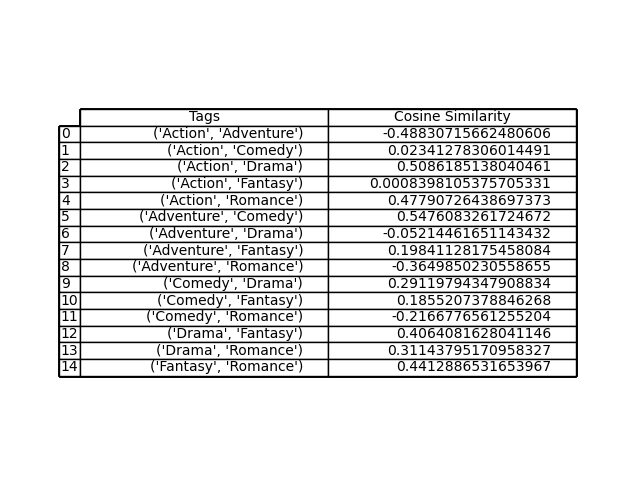 Tags Cosine Similarity
0 ('Action', 'Adventure') -0.48830715662480606
1 ('Action', 'Comedy') 0.02341278306014491
2 ('Action', 'Drama') 0.5086185138040461
3 ('Action', 'Fantasy') 0.0008398105375705331
4 ('Action', 'Romance') 0.47790726438697373
5 ('Adventure', 'Comedy') 0.5476083261724672
6 ('Adventure', 'Drama') -0.05214461651143432
7 ('Adventure', 'Fantasy') 0.19841128175458084
8 ('Adventure', 'Romance') -0.3649850230558655
9 ('Comedy', 'Drama') 0.29119794347908834
10 ('Comedy', 'Fantasy') 0.1855207378846268
11 ('Comedy', 'Romance') -0.2166776561255204
12 ('Drama', 'Fantasy') 0.4064081628041146
13 ('Drama', 'Romance') 0.31143795170958327
14 ('Fantasy', 'Romance') 0.4412886531653967